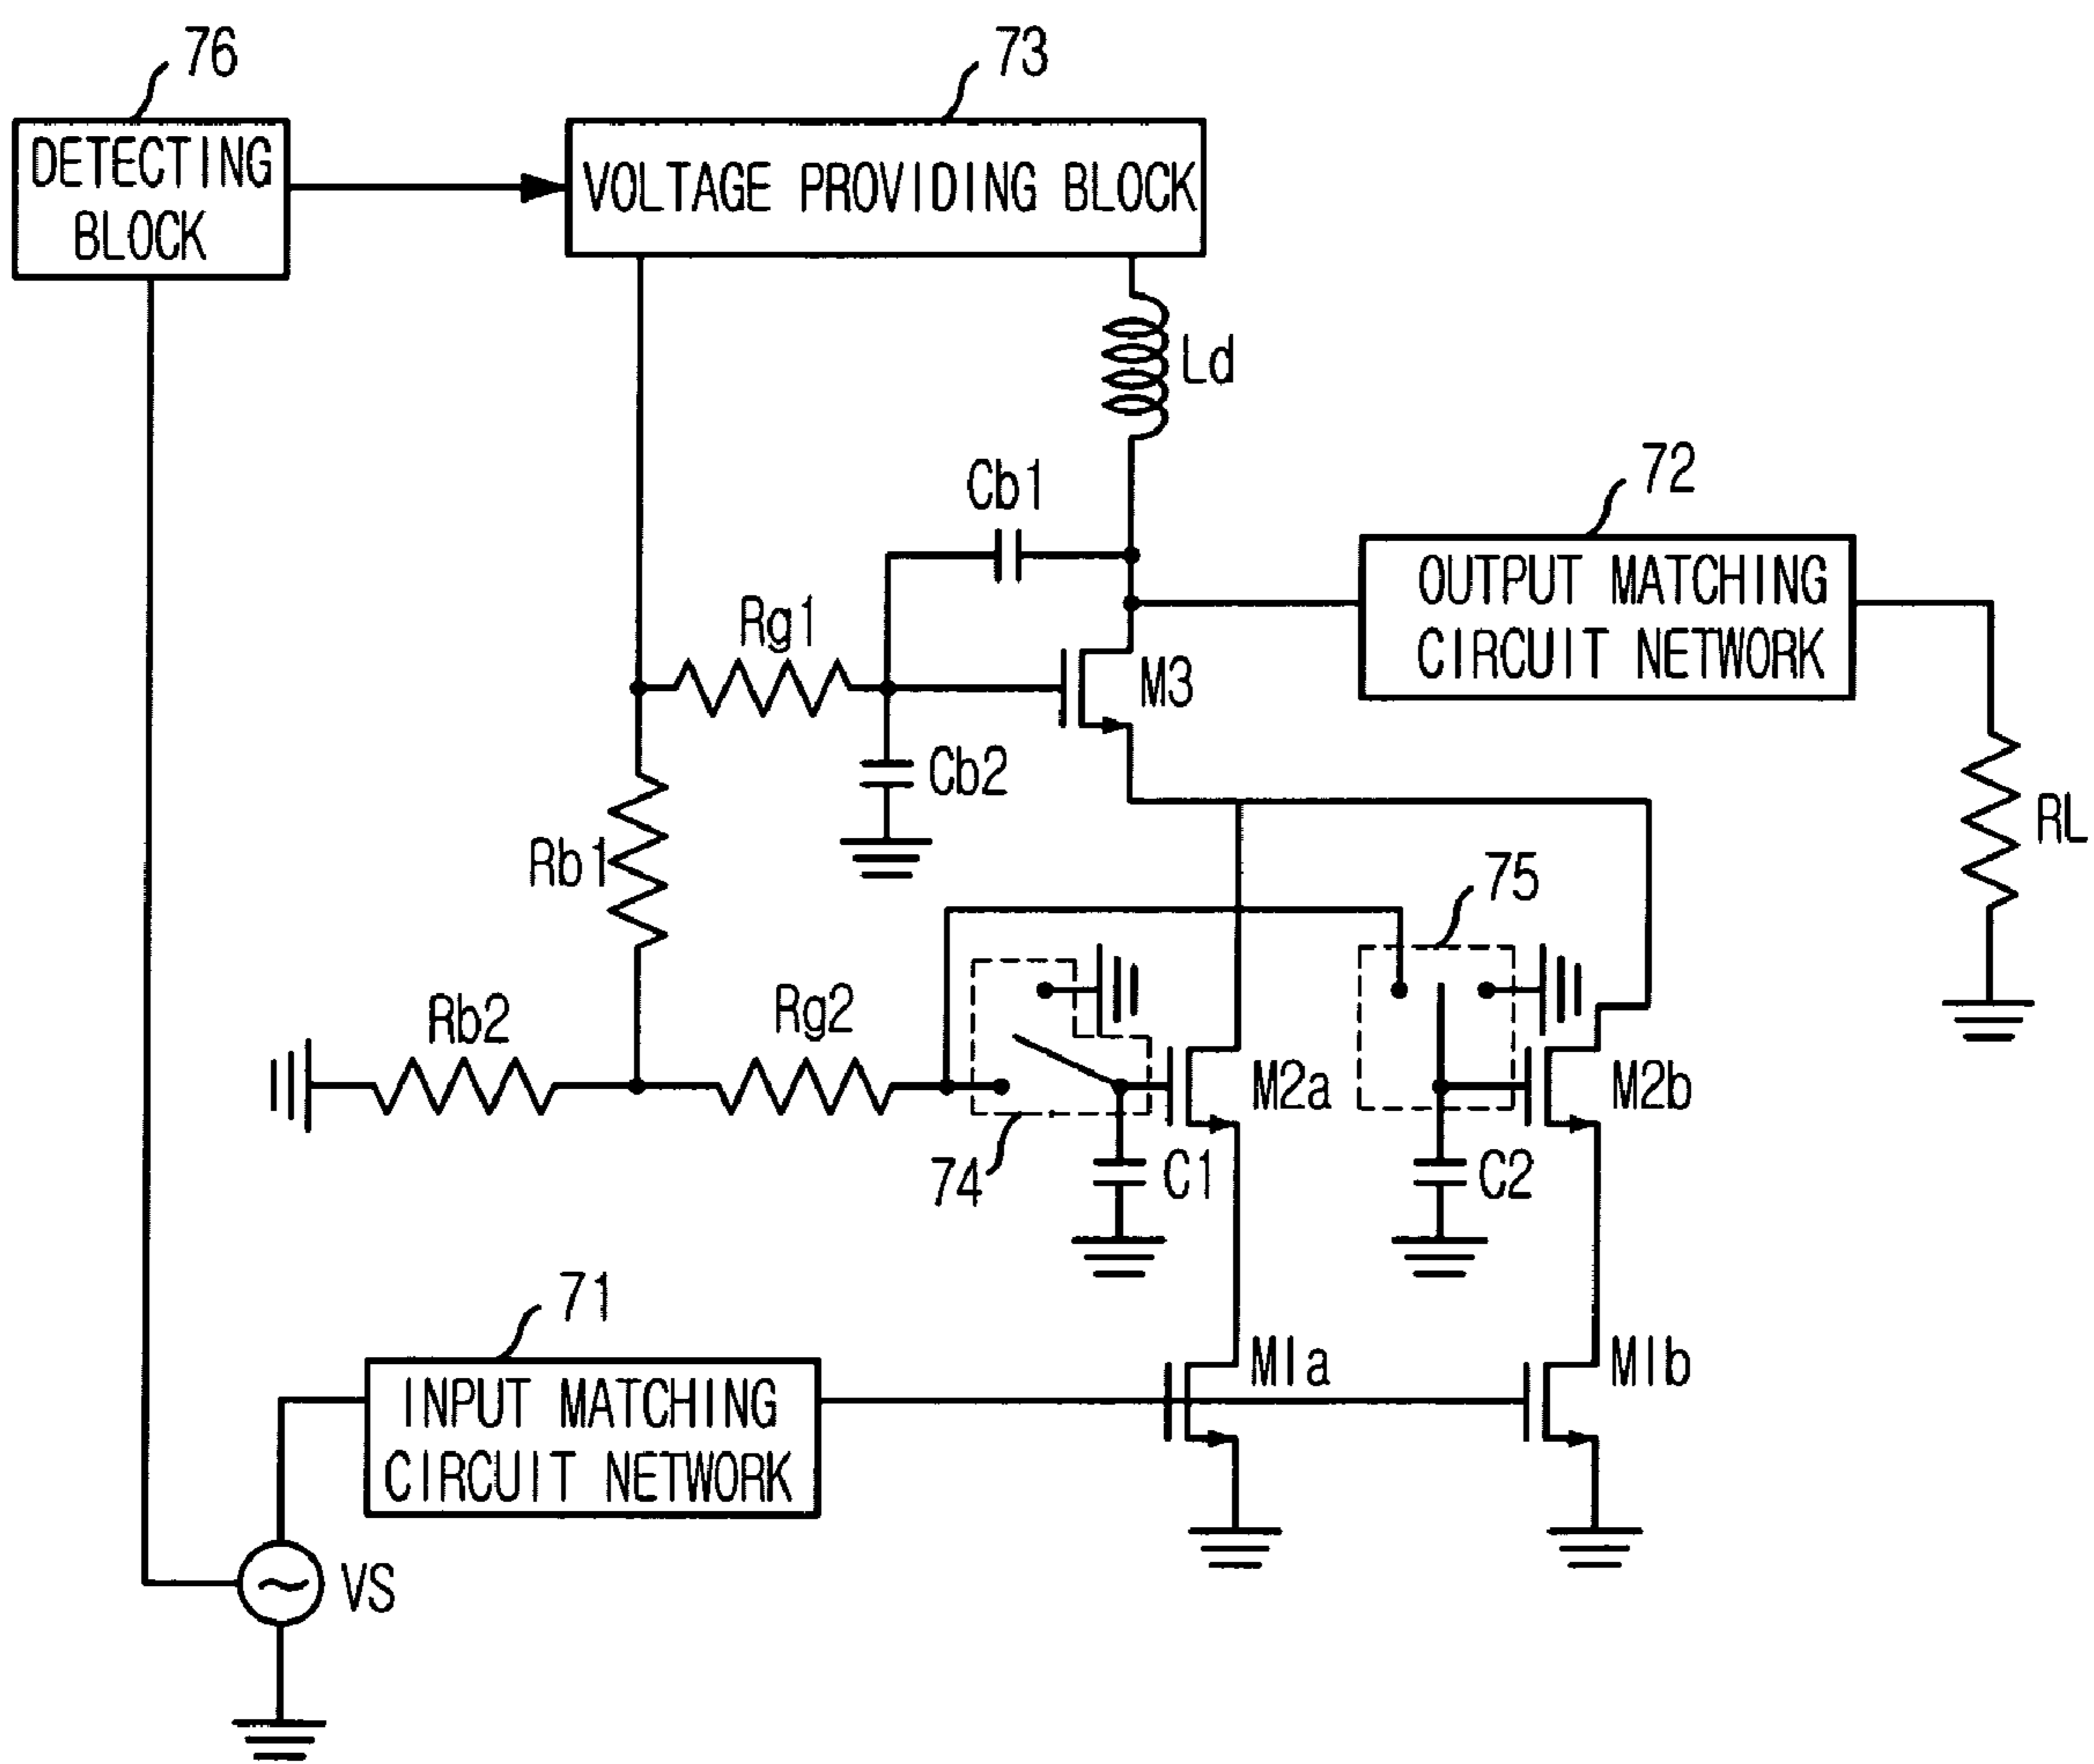 76
73
DETECTING
BLOCK
VOLTAGE PROVIDING BLOCK
Ld
72
Cb1
OUTPUT MATCHING
CIRCUIT NETWORK
Rg1
M3
Cb2
RL
Rb1
75
Rb2
Rg2
M2a
M2b
74
C1
C2
71
M1a
M1b
INPUT MATCHING
CIRCUIT NETWORK
VS